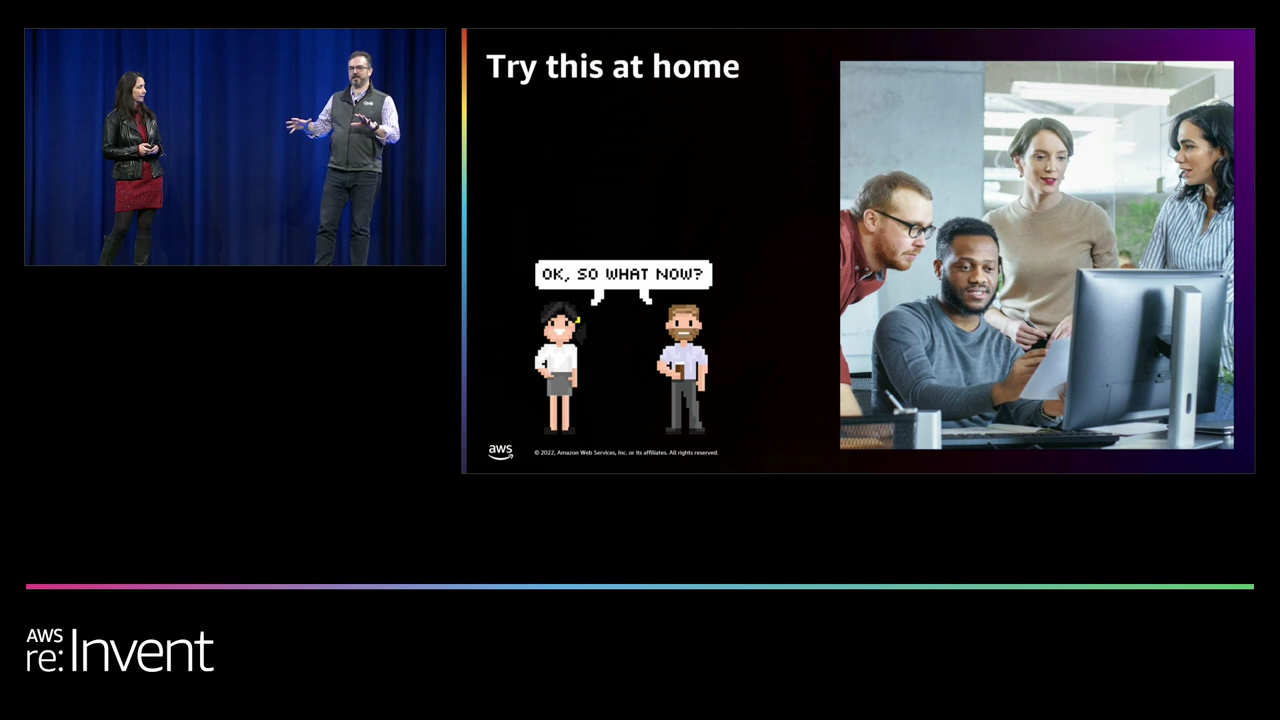 Try this at home
OK, SO WHAT NOW?
aws
© 2022, Amazon Web Services, Inc. or its affiliates. All rights reserved.
AWS
re:Invent